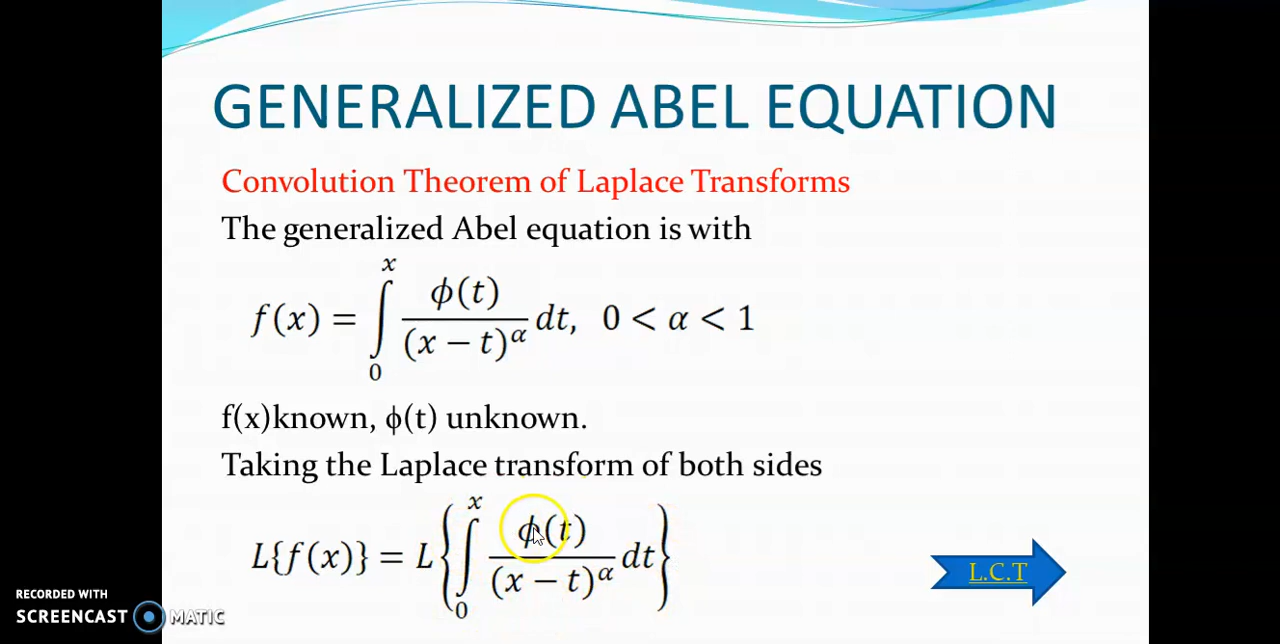 GENERALIZED ABEL EQUATION
Convolution Theorem of Laplace Transforms
The generalized Abel equation is with
f(x) = ∫₀ˣ ϕ(t)/(x − t)^α dt, 0 < α < 1
f(x)known, ϕ(t) unknown.
Taking the Laplace transform of both sides
L{f(x)} = L{∫₀ˣ ϕ(t)/(x − t)^α dt}
L.C.T
RECORDED WITH
SCREENCAST MATIC